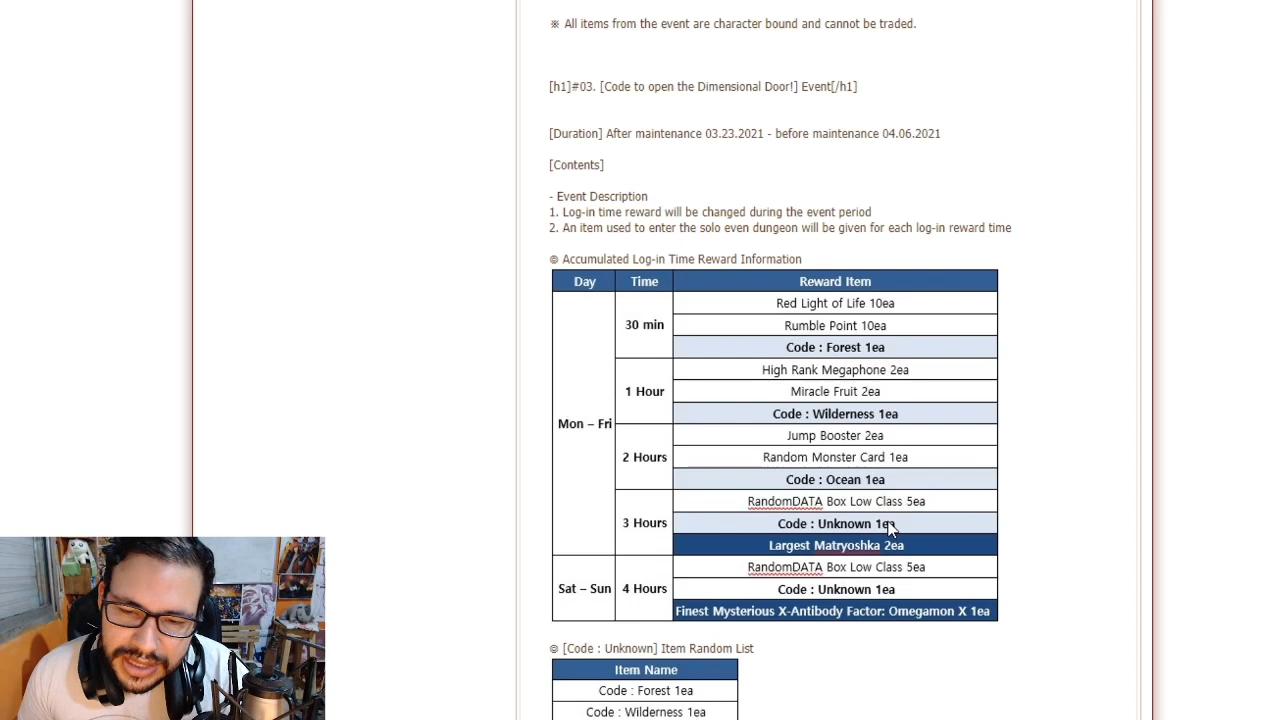 ※ All items from the event are character bound and cannot be traded.
[h1]#03. [Code to open the Dimensional Door!] Event[/h1]
[Duration] After maintenance 03.23.2021 - before maintenance 04.06.2021
[Contents]
- Event Description
1. Log-in time reward will be changed during the event period
2. An item used to enter the solo even dungeon will be given for each log-in reward time
◎ Accumulated Log-in Time Reward Information
Day Time Reward Item
Mon – Fri
30 min
Red Light of Life 10ea
Rumble Point 10ea
Code : Forest 1ea
1 Hour
High Rank Megaphone 2ea
Miracle Fruit 2ea
Code : Wilderness 1ea
2 Hours
Jump Booster 2ea
Random Monster Card 1ea
Code : Ocean 1ea
3 Hours
RandomDATA Box Low Class 5ea
Code : Unknown 1ea
Largest Matryoshka 2ea
Sat – Sun
4 Hours
RandomDATA Box Low Class 5ea
Code : Unknown 1ea
Finest Mysterious X-Antibody Factor: Omegamon X 1ea
◎ [Code : Unknown] Item Random List
Item Name
Code : Forest 1ea
Code : Wilderness 1ea